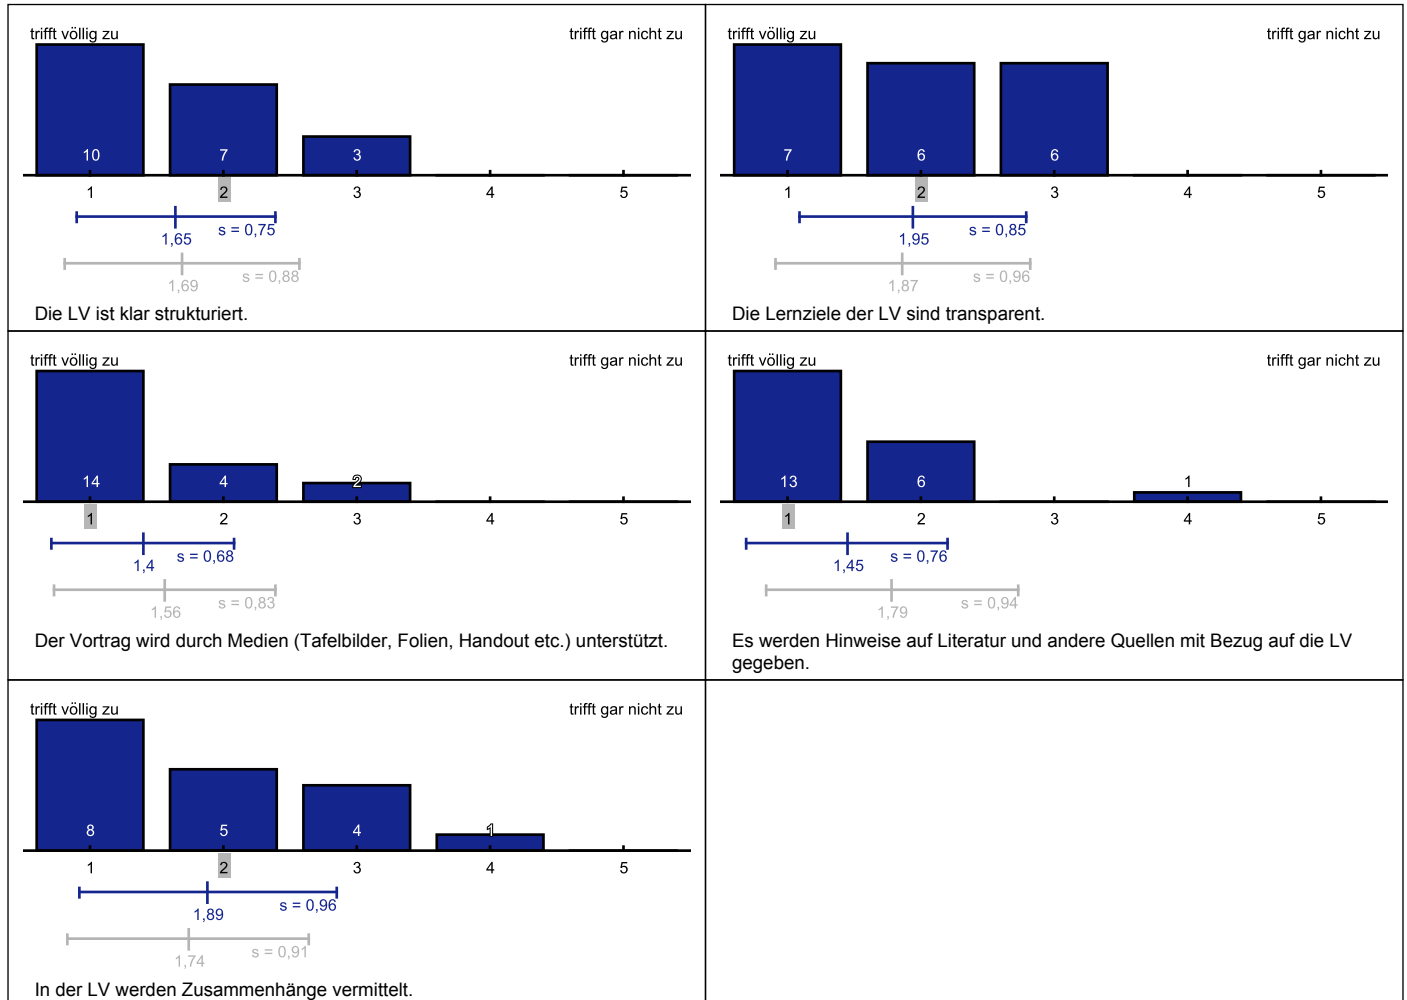 trifft völlig zu trifft gar nicht zu
10 7 3
1 2 3 4 5
s = 0,75
1,65
s = 0,88
1,69
Die LV ist klar strukturiert.
trifft völlig zu trifft gar nicht zu
7 6 6
1 2 3 4 5
s = 0,85
1,95
s = 0,96
1,87
Die Lernziele der LV sind transparent.
trifft völlig zu trifft gar nicht zu
14 4 2
1 2 3 4 5
s = 0,68
1,4
s = 0,83
1,56
Der Vortrag wird durch Medien (Tafelbilder, Folien, Handout etc.) unterstützt.
trifft völlig zu trifft gar nicht zu
13 6 1
1 2 3 4 5
s = 0,76
1,45
s = 0,94
1,79
Es werden Hinweise auf Literatur und andere Quellen mit Bezug auf die LV
gegeben.
trifft völlig zu trifft gar nicht zu
8 5 4 1
1 2 3 4 5
s = 0,96
1,89
s = 0,91
1,74
In der LV werden Zusammenhänge vermittelt.